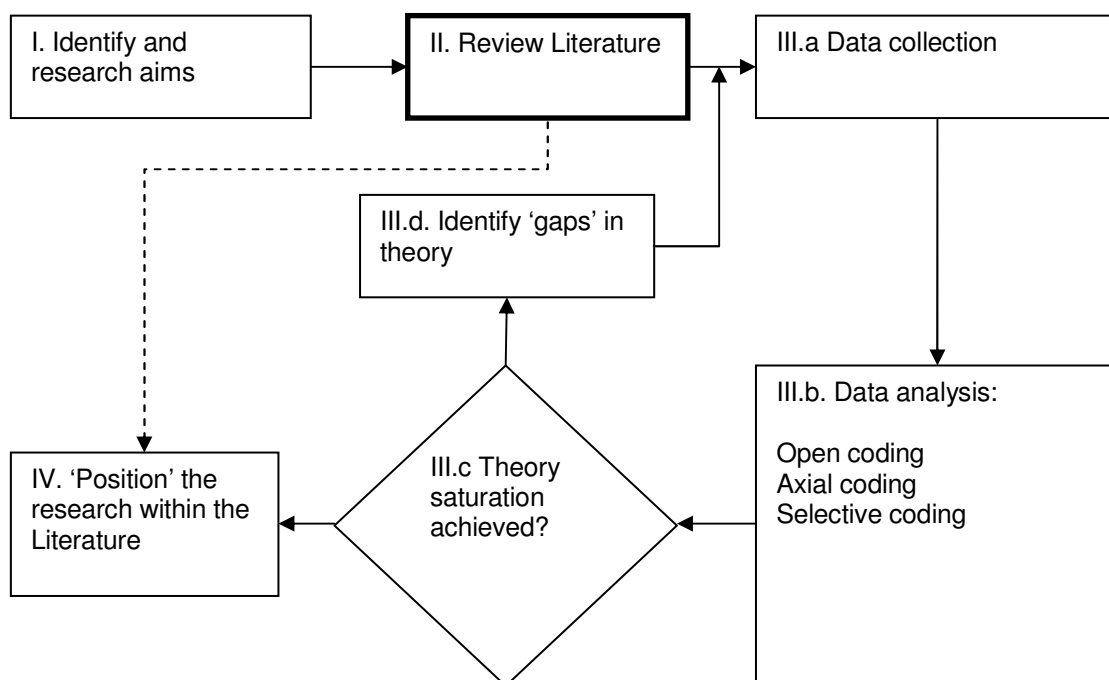 I. Identify and
research aims
II. Review Literature
III.a Data collection
III.d. Identify ‘gaps’ in
theory
III.b. Data analysis:
Open coding
Axial coding
Selective coding
III.c Theory
saturation
achieved?
IV. ‘Position’ the
research within the
Literature